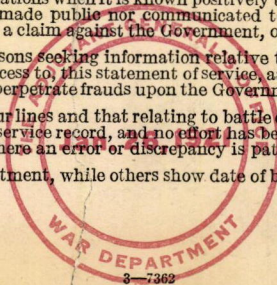 ations when it is known positively
made public nor communicated
a claim against the Government, o
sons seeking information relative
cess to, this statement of service, a
perpetrate frauds upon the Governm
ur lines and that relating to battle
service record, and no effort has be
here an error or discrepancy is pat
tment, while others show date of b
WAR DEPARTMENT
3—7362